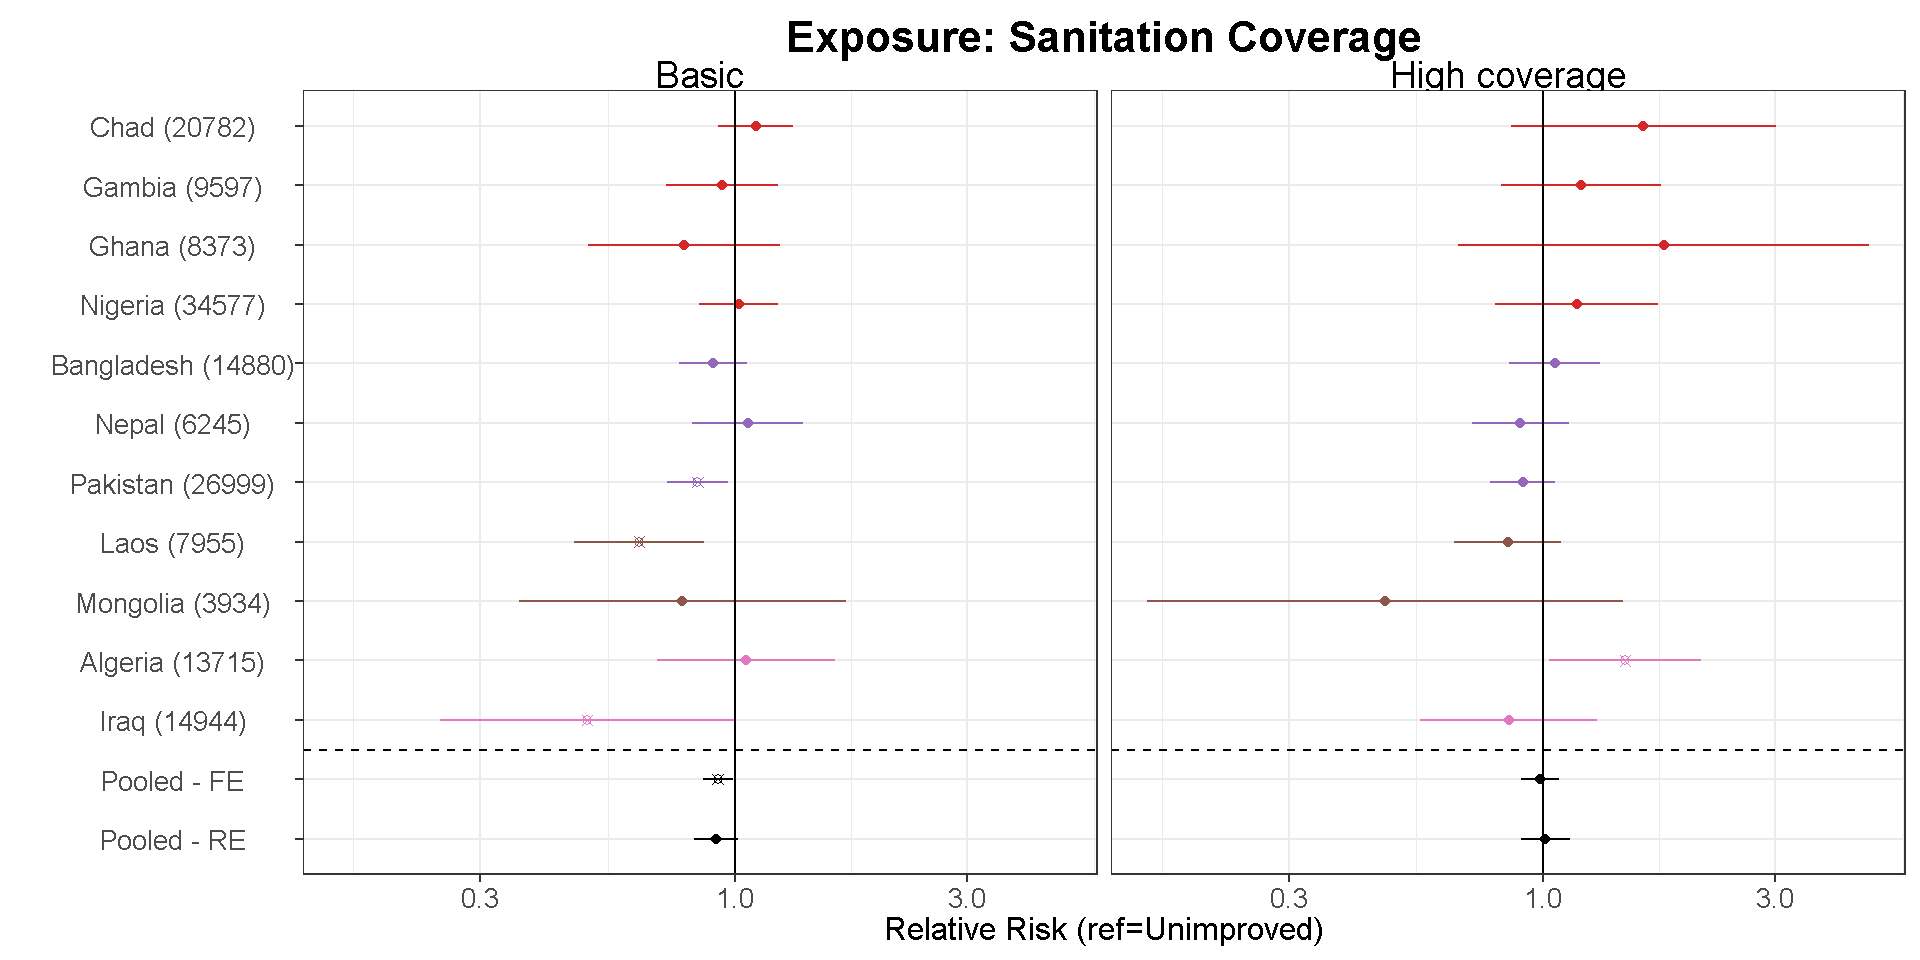 Exposure: Sanitation Coverage
Basic
High coverage
Chad (20782)
Gambia (9597)
Ghana (8373)
Nigeria (34577)
Bangladesh (14880)
Nepal (6245)
Pakistan (26999)
Laos (7955)
Mongolia (3934)
Algeria (13715)
Iraq (14944)
Pooled - FE
Pooled - RE
0.3 1.0 3.0 0.3 1.0 3.0
Relative Risk (ref=Unimproved)